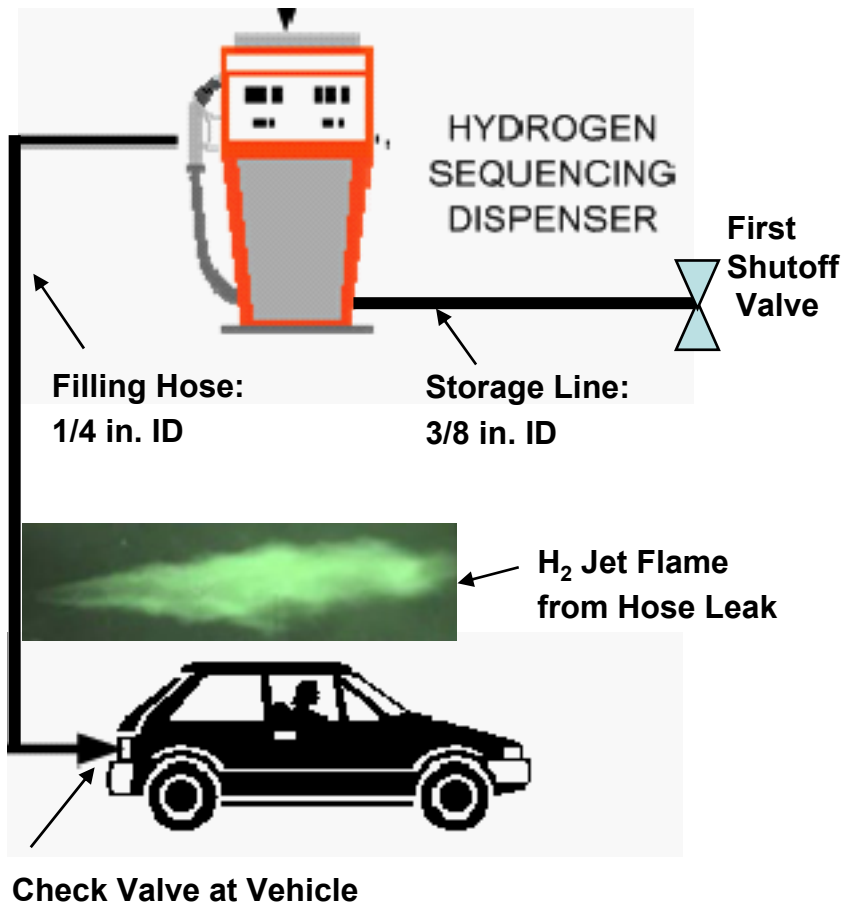 HYDROGEN
SEQUENCING
DISPENSER
First
Shutoff
Valve
Filling Hose:
1/4 in. ID
Storage Line:
3/8 in. ID
H₂ Jet Flame
from Hose Leak
Check Valve at Vehicle